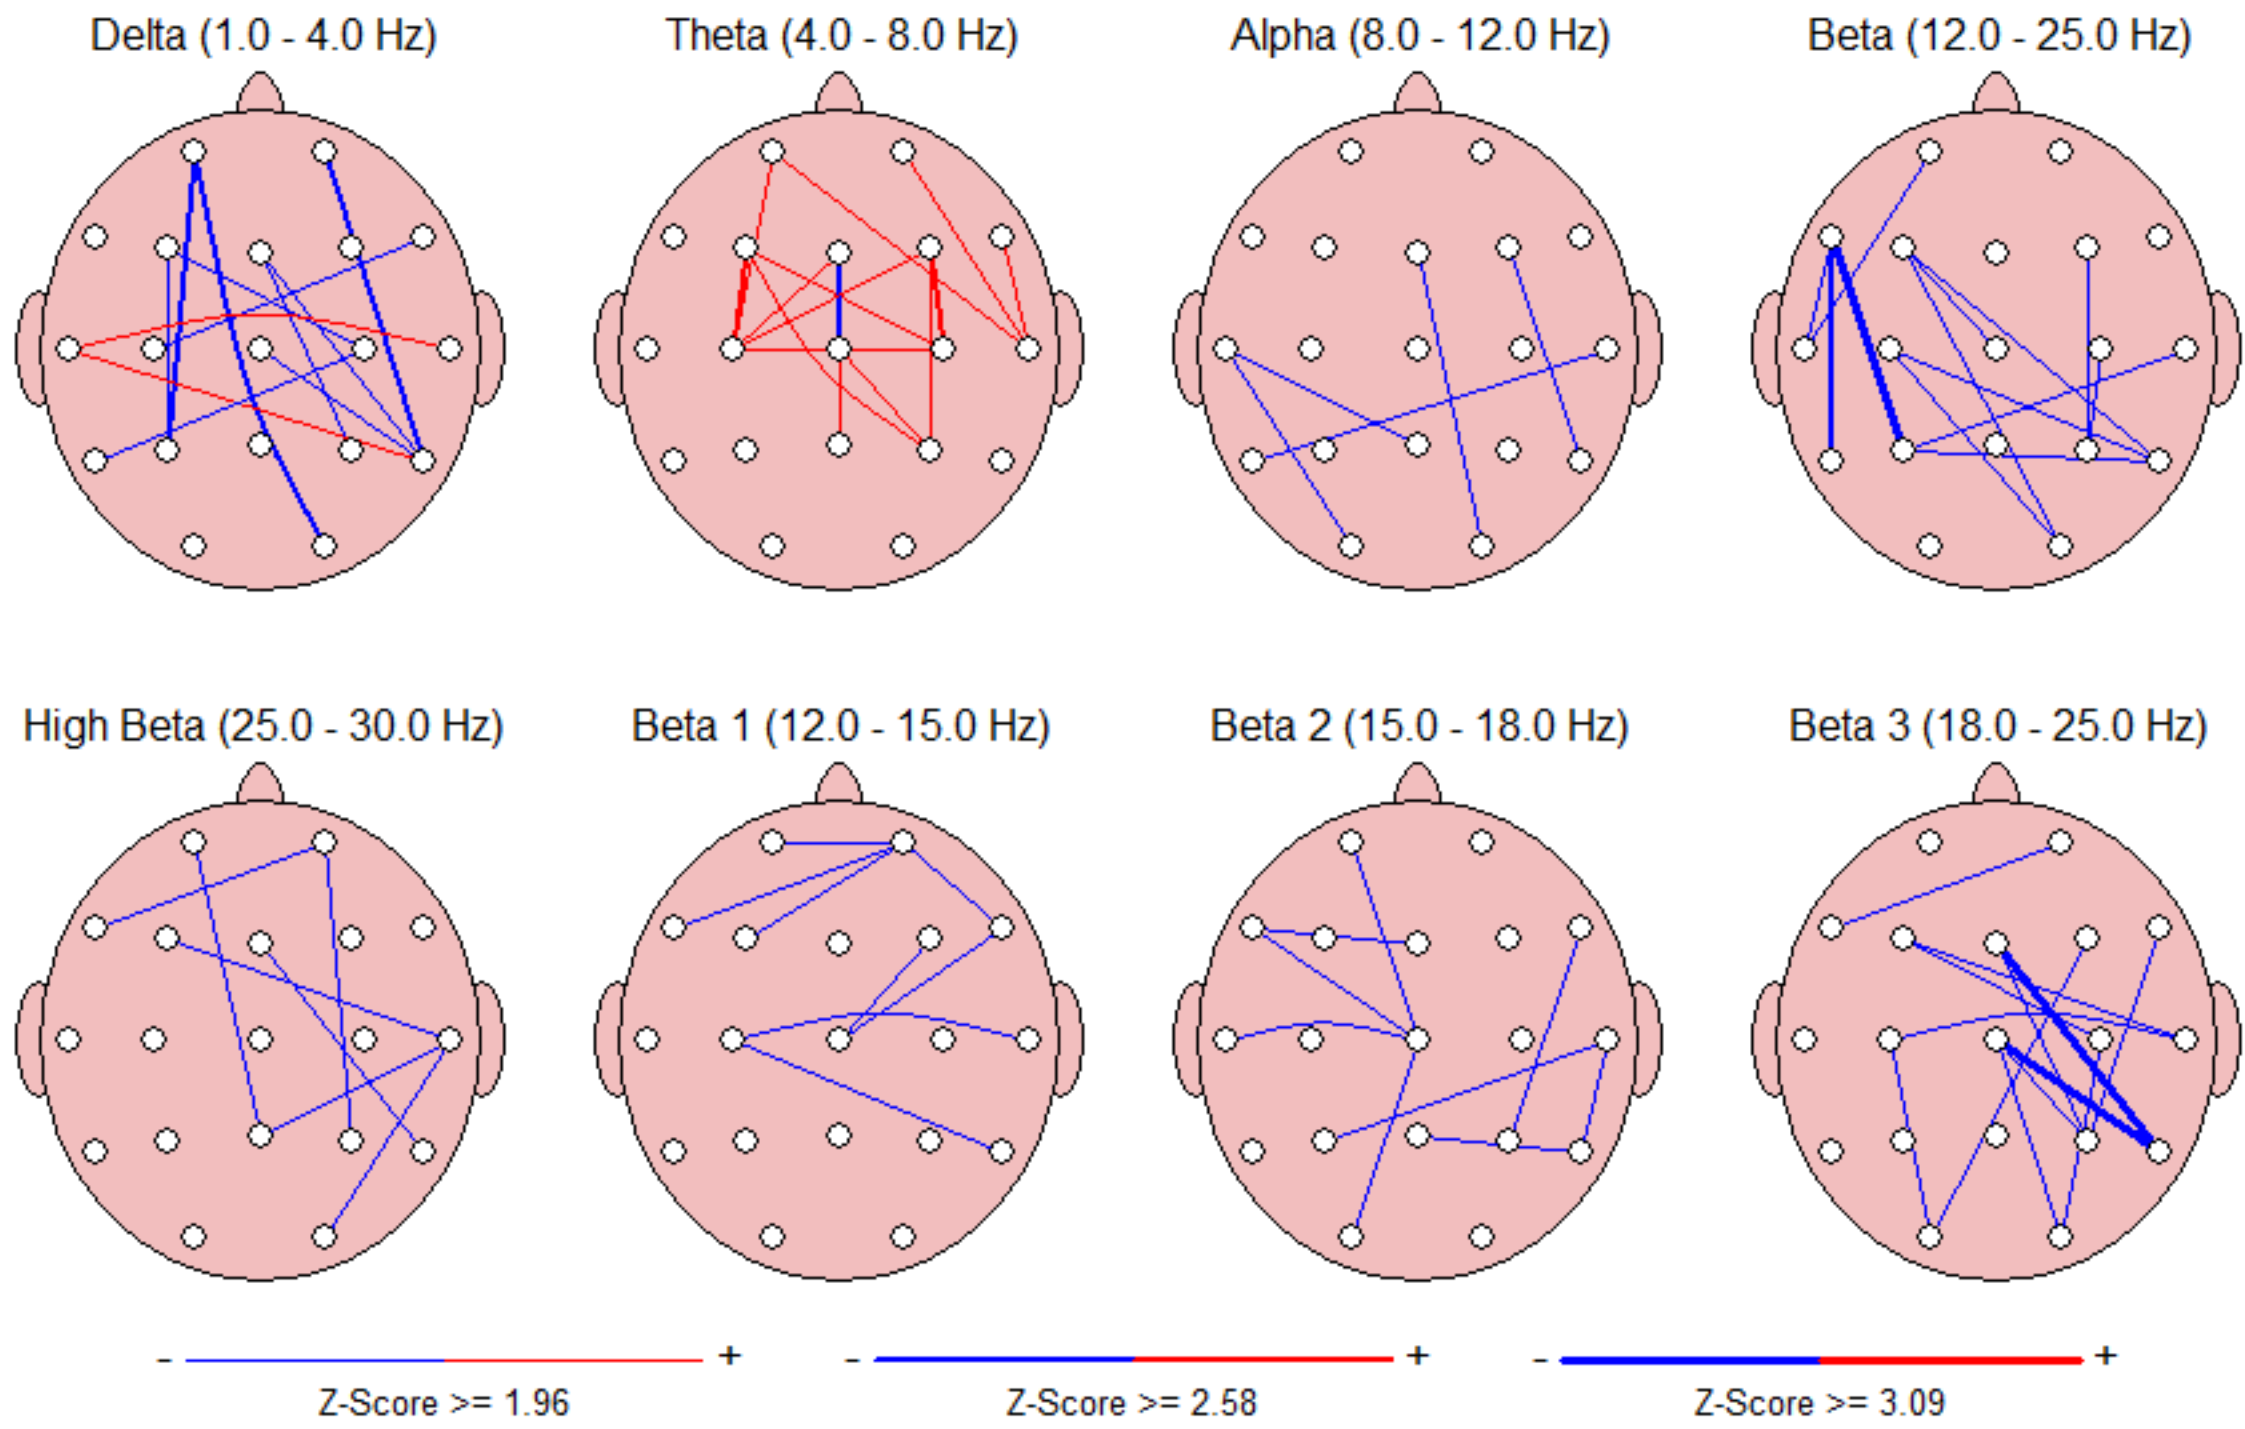 Delta (1.0 - 4.0 Hz)
Theta (4.0 - 8.0 Hz)
Alpha (8.0 - 12.0 Hz)
Beta (12.0 - 25.0 Hz)
High Beta (25.0 - 30.0 Hz)
Beta 1 (12.0 - 15.0 Hz)
Beta 2 (15.0 - 18.0 Hz)
Beta 3 (18.0 - 25.0 Hz)
- +
- +
- +
Z-Score >= 1.96
Z-Score >= 2.58
Z-Score >= 3.09